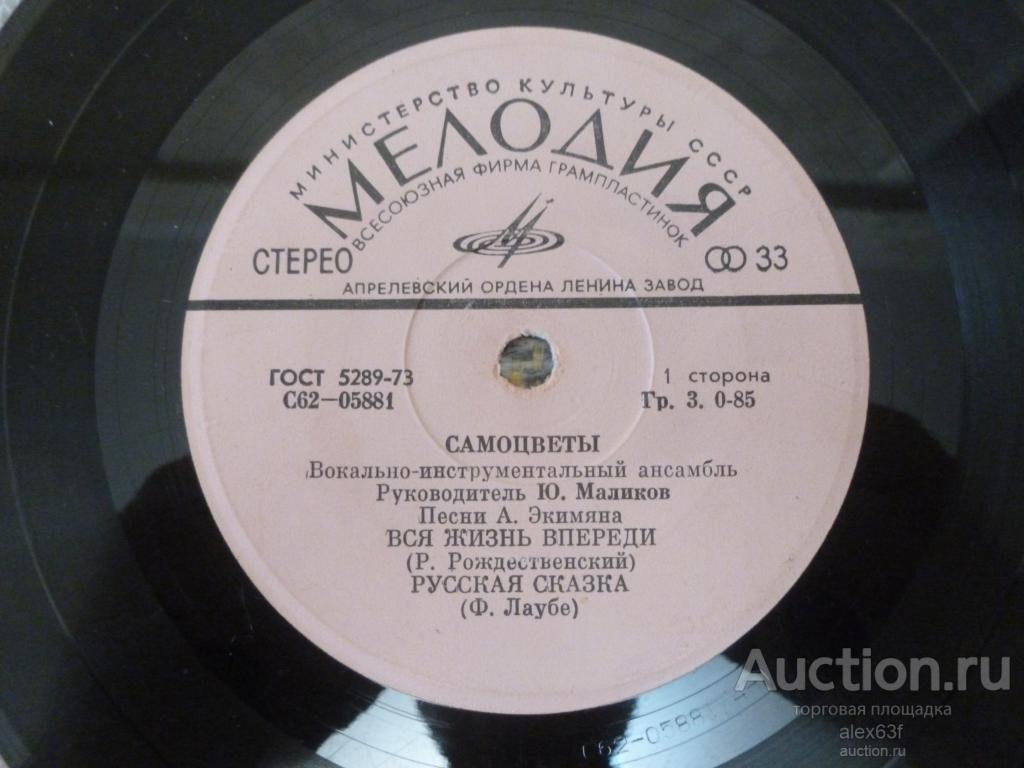 МИНИСТЕРСТВО КУЛЬТУРЫ СССР
МЕЛОДИЯ
ВСЕСОЮЗНАЯ ФИРМА ГРАМПЛАСТИНОК
СТЕРЕО
33
АПРЕЛЕВСКИЙ ОРДЕНА ЛЕНИНА ЗАВОД
ГОСТ 5289-73
1 сторона
С62—05881
Гр. 3. 0-85
САМОЦВЕТЫ
Вокально-инструментальный ансамбль
Руководитель Ю. Маликов
Песни А. Экимяна
ВСЯ ЖИЗНЬ ВПЕРЕДИ
(Р. Рождественский)
РУССКАЯ СКАЗКА
(Ф. Лаубе)
Auction.ru
торговая площадка
alex63f
auction.ru